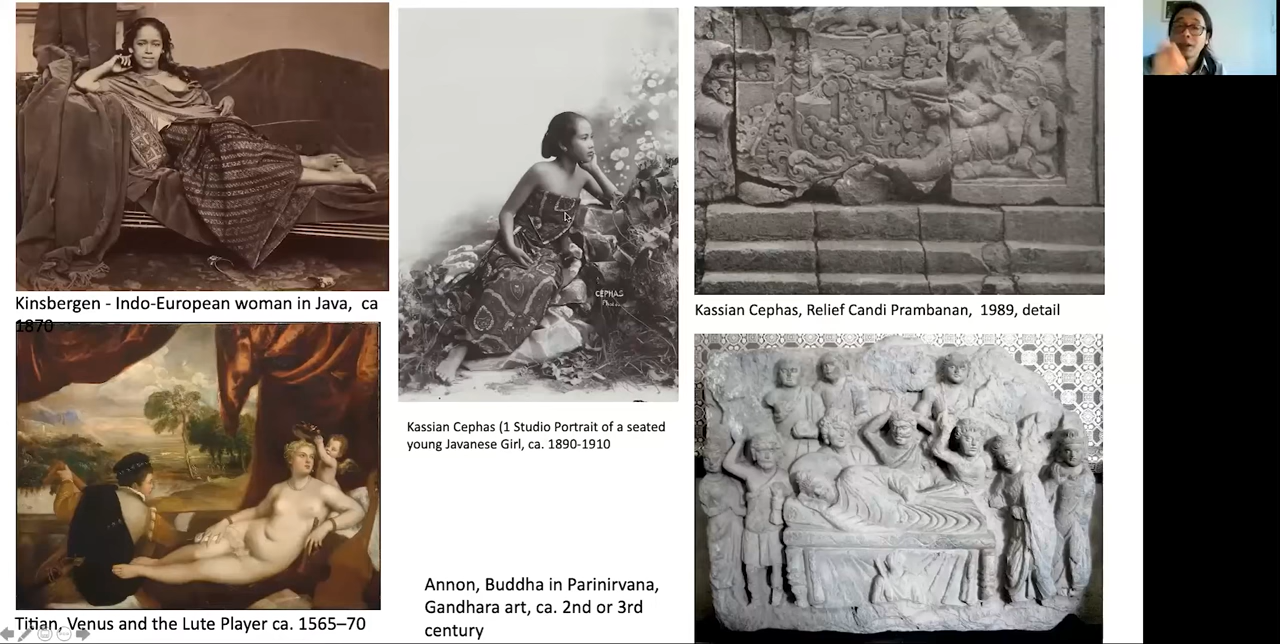 Kinsbergen - Indo-European woman in Java,  ca
1870
CEPHAS
Kassian Cephas, Relief Candi Prambanan,  1989, detail
Kassian Cephas (1 Studio Portrait of a seated
young Javanese Girl, ca. 1890-1910
Annon, Buddha in Parinirvana,
Gandhara art, ca. 2nd or 3rd
century
Titian, Venus and the Lute Player ca. 1565–70